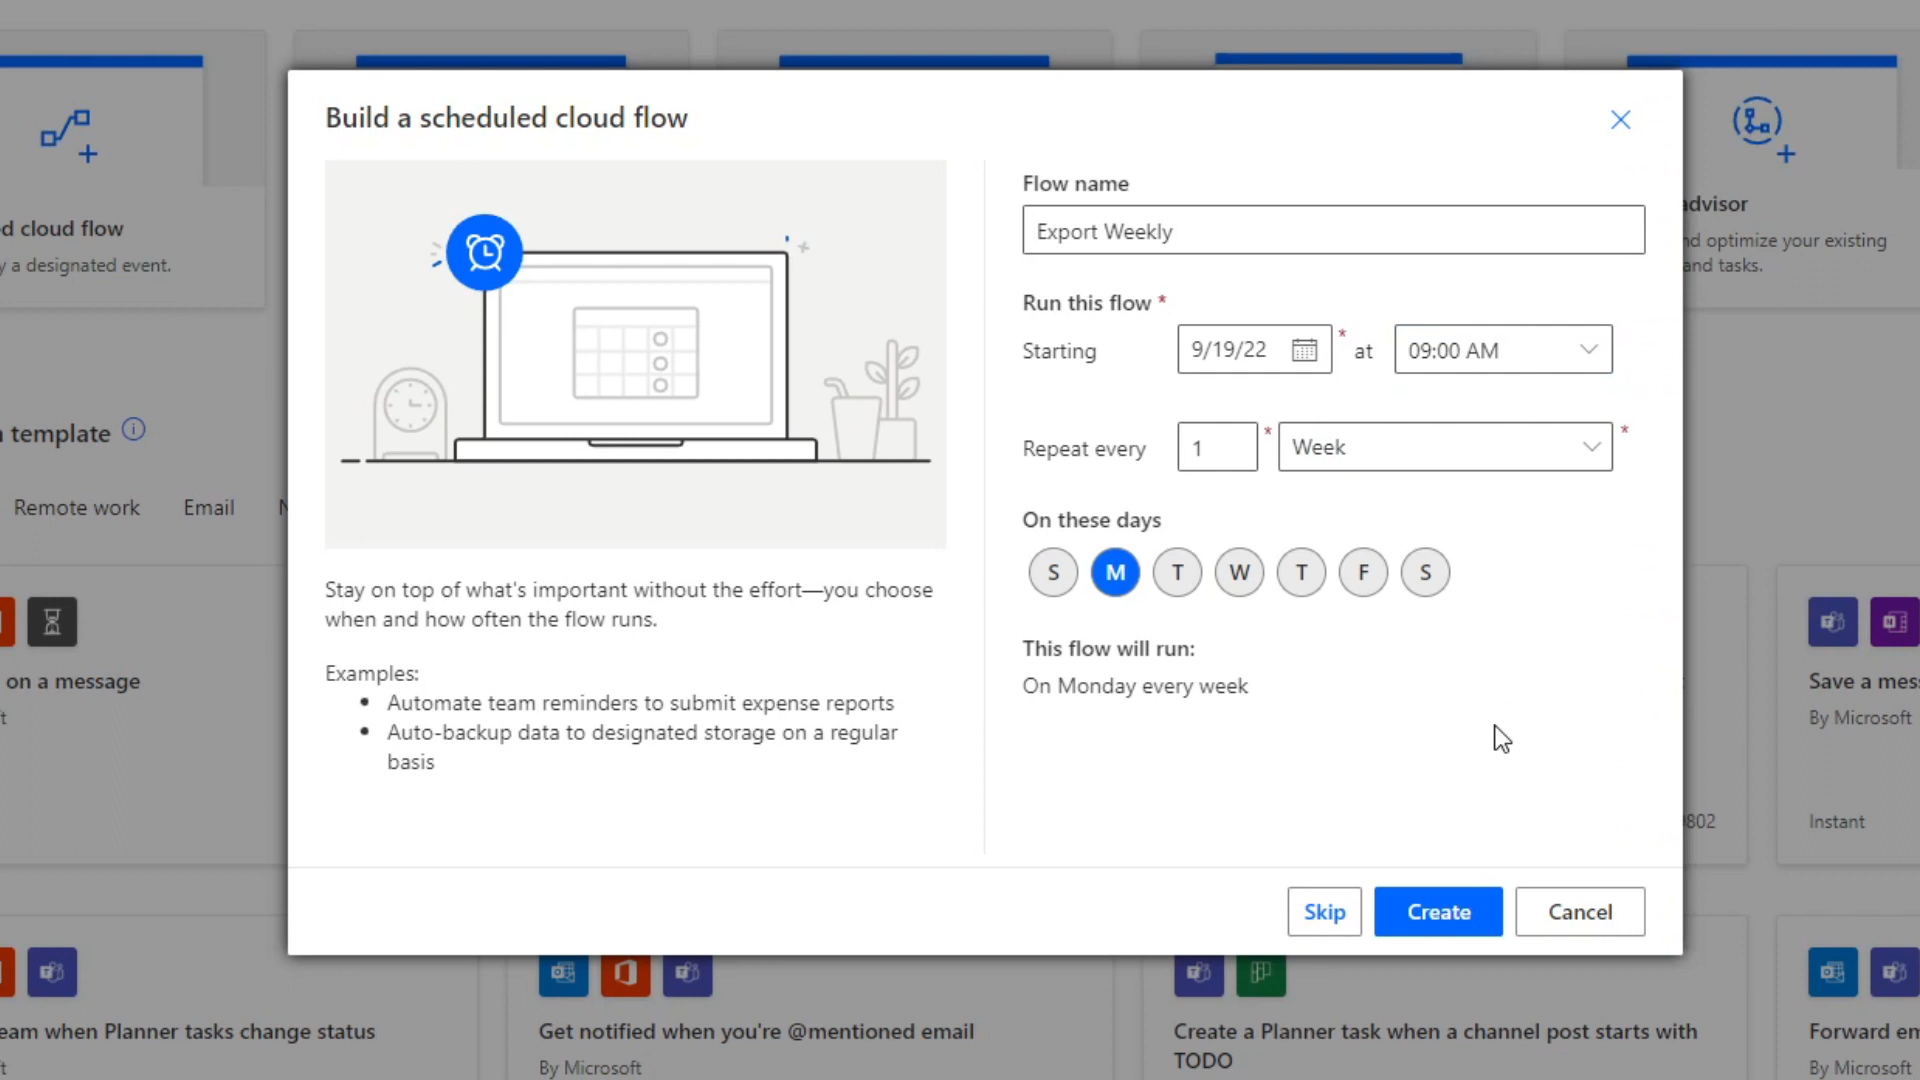 Build a scheduled cloud flow
Flow name
Export Weekly
Run this flow *
Starting
9/19/22
*
at
09:00 AM
Repeat every
1
*
Week
*
On these days
S
M
T
W
T
F
S
This flow will run:
On Monday every week
Stay on top of what's important without the effort—you choose
when and how often the flow runs.
Examples:
• Automate team reminders to submit expense reports
• Auto-backup data to designated storage on a regular
basis
Skip
Create
Cancel
d cloud flow
y a designated event.
advisor
nd optimize your existing
and tasks.
template
Remote work
Email
on a message
Save a mess
By Microsoft
802
Instant
eam when Planner tasks change status
Get notified when you're @mentioned email
By Microsoft
Create a Planner task when a channel post starts with
TODO
Forward em
By Microsoft